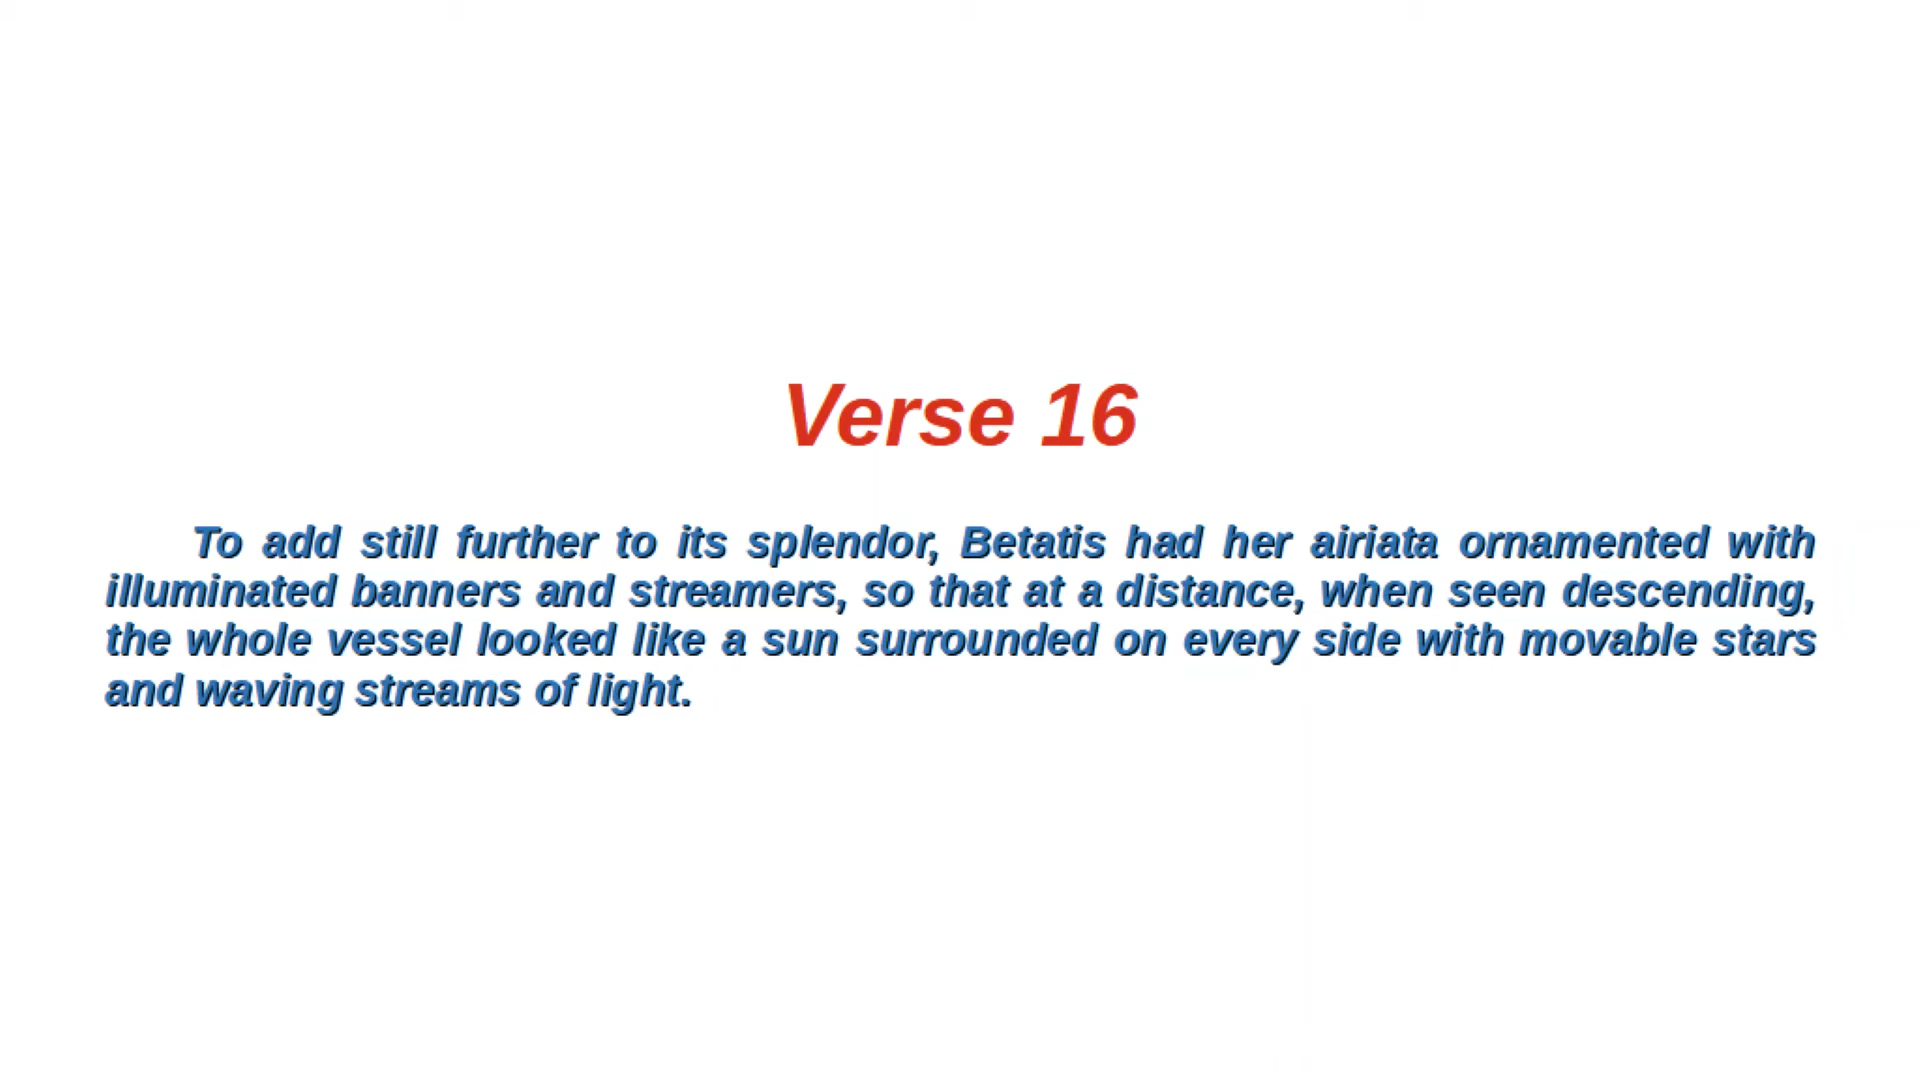 Verse 16
To add still further to its splendor, Betatis had her airiata ornamented with
illuminated banners and streamers, so that at a distance, when seen descending,
the whole vessel looked like a sun surrounded on every side with movable stars
and waving streams of light.